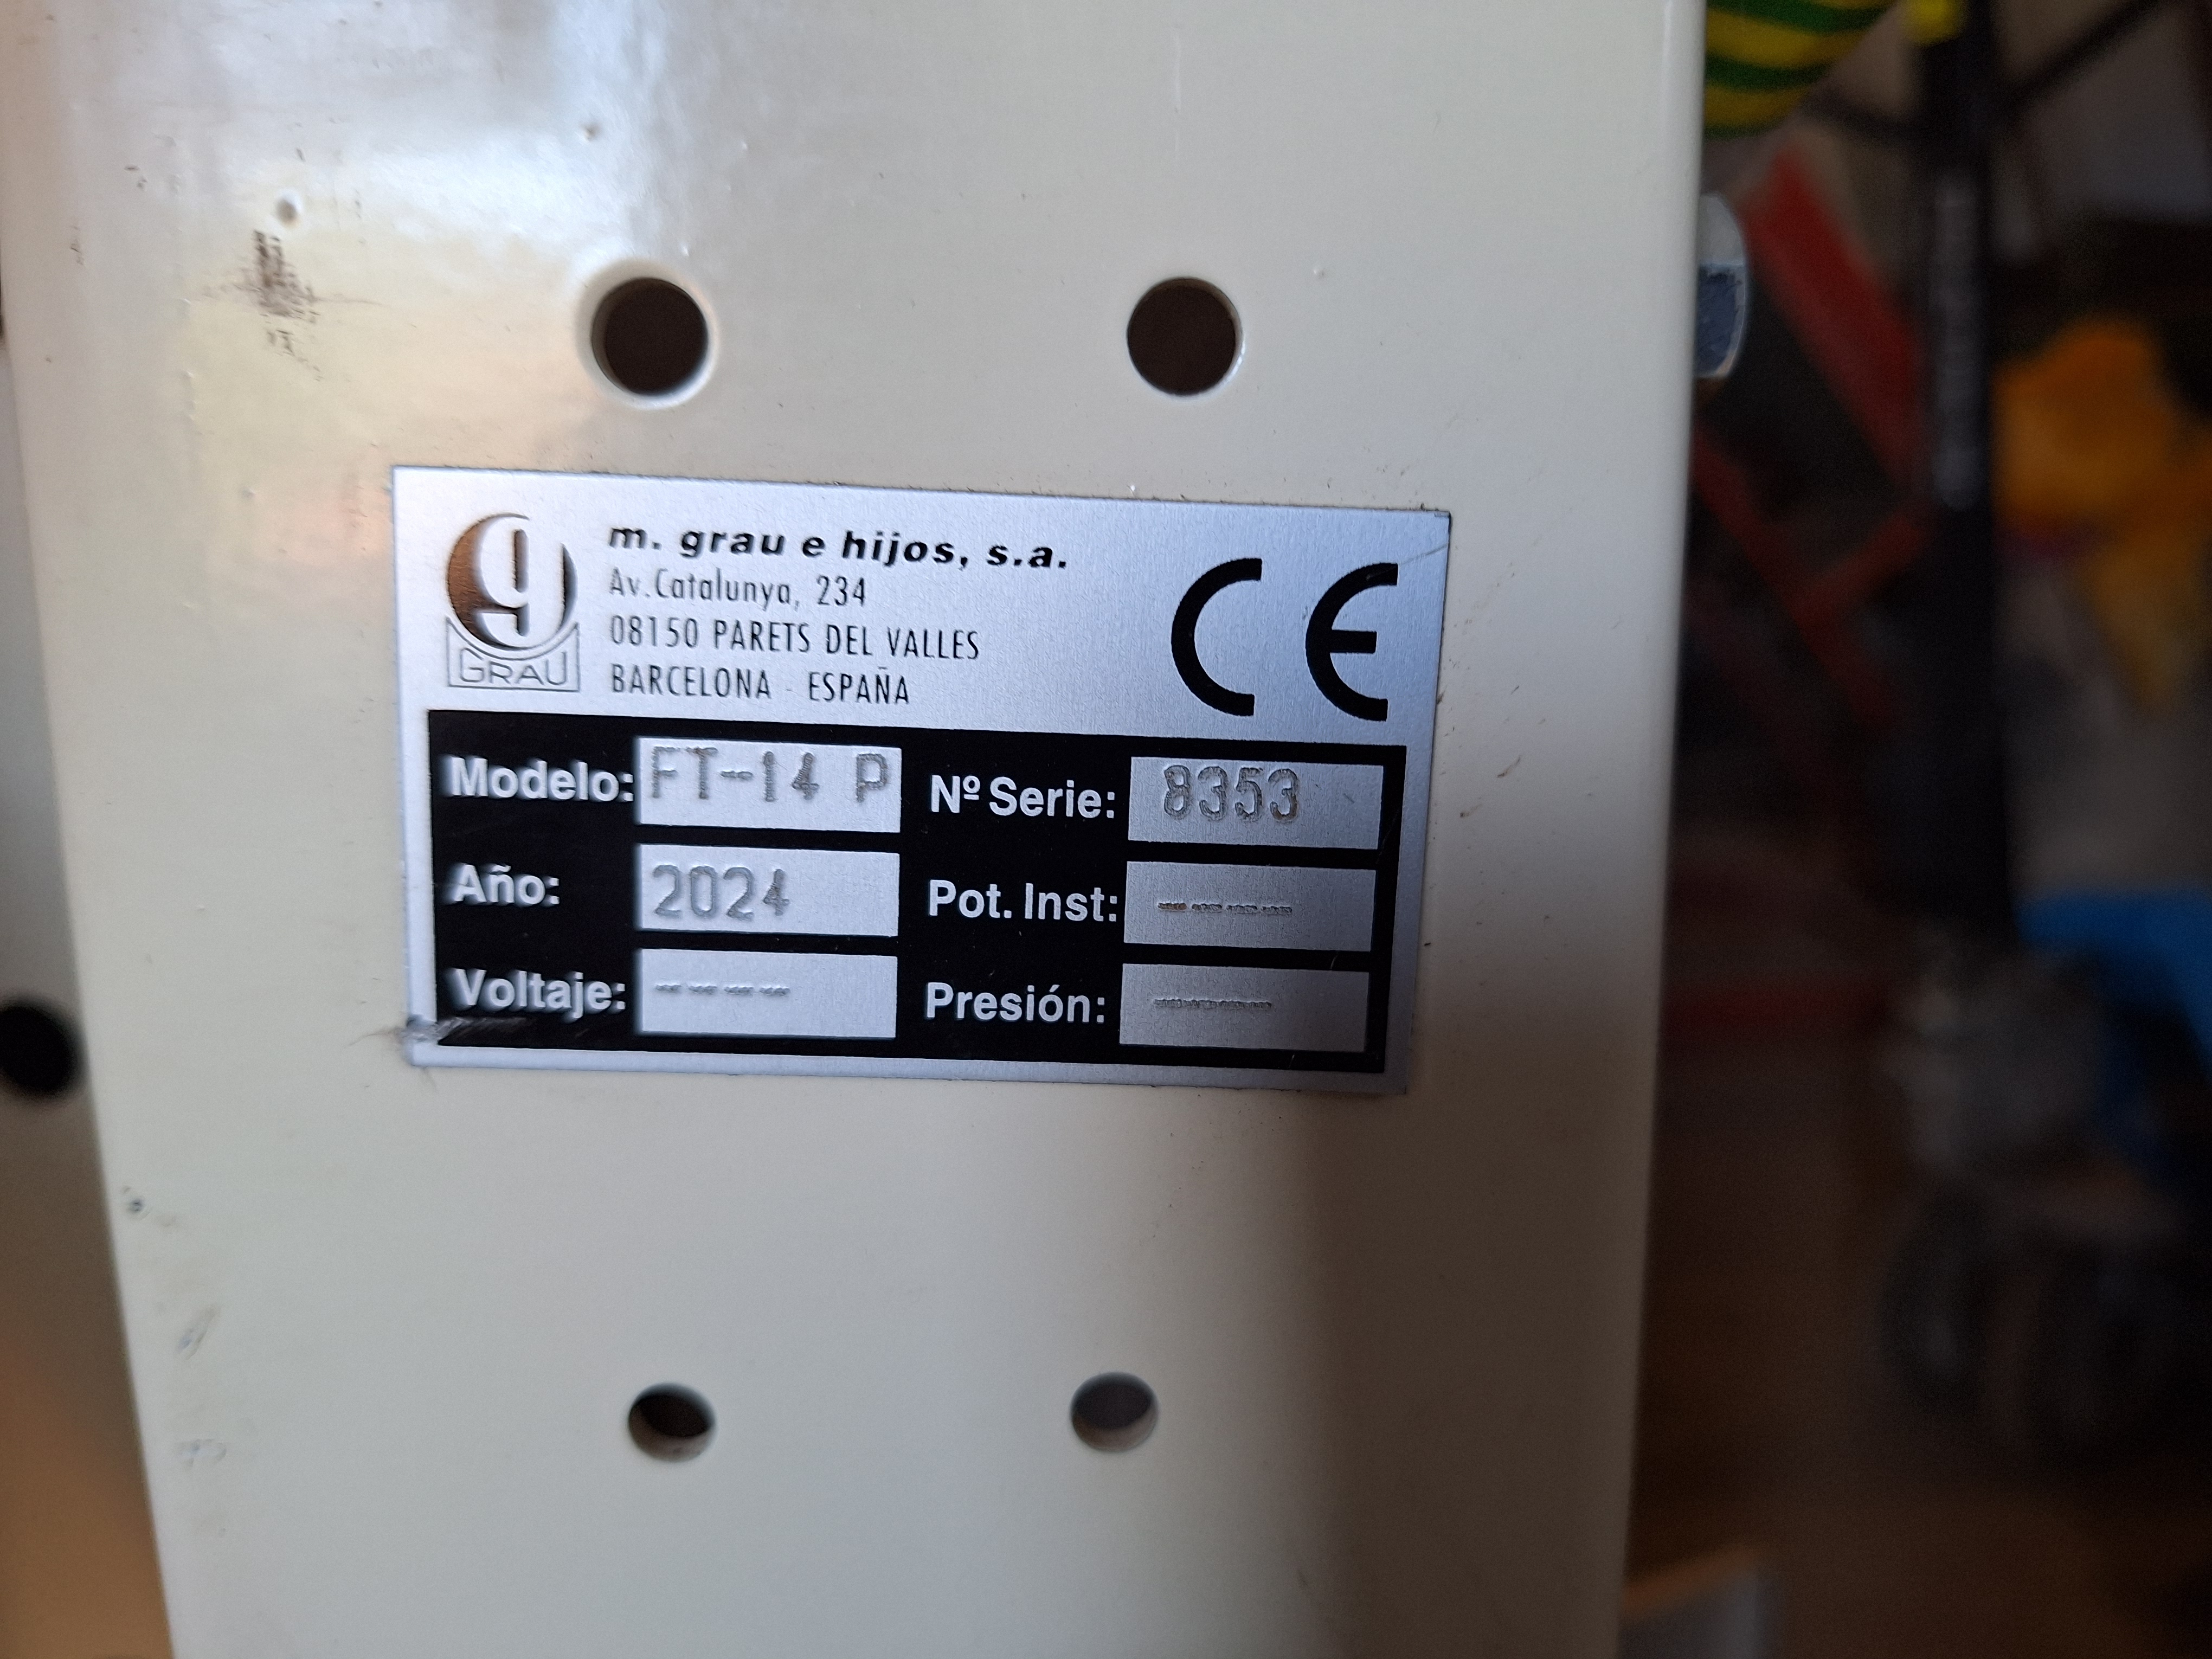 g
GRAU
m. grau e hijos, s.a.
Av. Catalunya, 234
08150 PARETS DEL VALLES
BARCELONA - ESPAÑA
CE
Modelo: FT-14 P Nº Serie: 8353
Año: 2024 Pot. Inst: ----
Voltaje: ---- Presión: ----